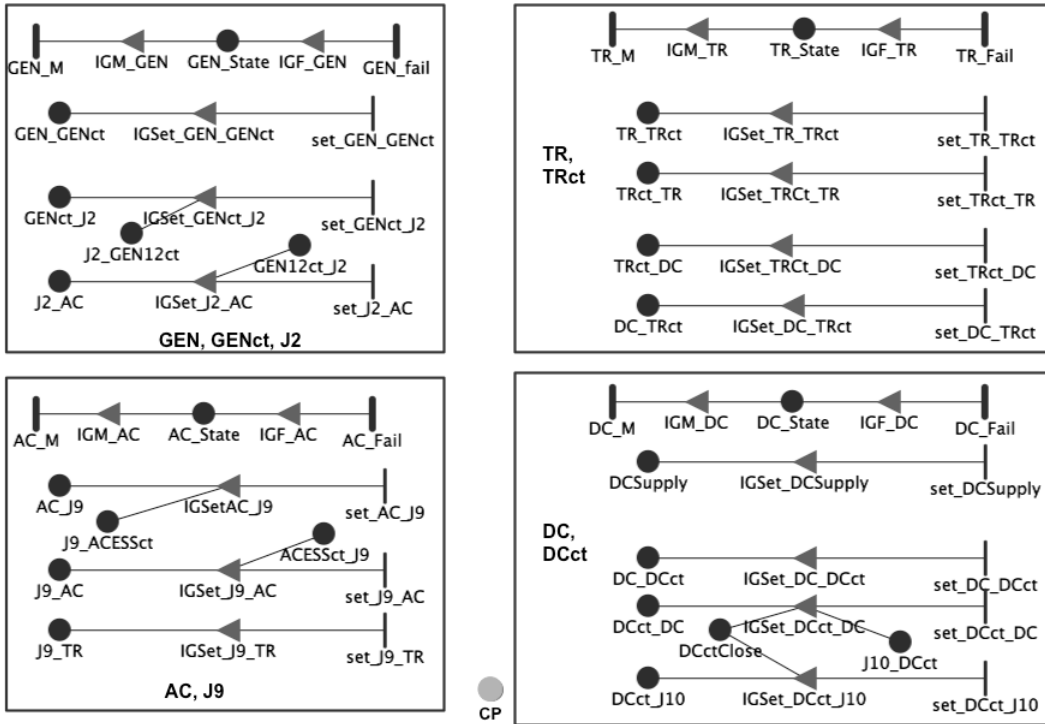 GEN_M
IGM_GEN
GEN_State
IGF_GEN
GEN_fail
GEN_GENct
IGSet_GEN_GENct
set_GEN_GENct
GENct_J2
IGSet_GENct_J2
set_GENct_J2
J2_GEN12ct
GEN12ct_J2
J2_AC
IGSet_J2_AC
set_J2_AC
GEN, GENct, J2
TR_M
IGM_TR
TR_State
IGF_TR
TR_Fail
TR_TRct
IGSet_TR_TRct
set_TR_TRct
TR,
TRct
TRct_TR
IGSet_TRCt_TR
set_TRct_TR
TRct_DC
IGSet_TRCt_DC
set_TRct_DC
DC_TRct
IGSet_DC_TRct
set_DC_TRct
AC_M
IGM_AC
AC_State
IGF_AC
AC_Fail
AC_J9
IGSetAC_J9
set_AC_J9
J9_ACESSct
ACESSct_J9
J9_AC
IGSet_J9_AC
set_J9_AC
J9_TR
IGSet_J9_TR
set_J9_TR
AC, J9
CP
DC_M
IGM_DC
DC_State
IGF_DC
DC_Fail
DCSupply
IGSet_DCSupply
set_DCSupply
DC,
DCct
DC_DCct
IGSet_DC_DCct
set_DC_DCct
DCct_DC
IGSet_DCct_DC
set_DCct_DC
DCctClose
J10_DCct
DCct_J10
IGSet_DCct_J10
set_DCct_J10